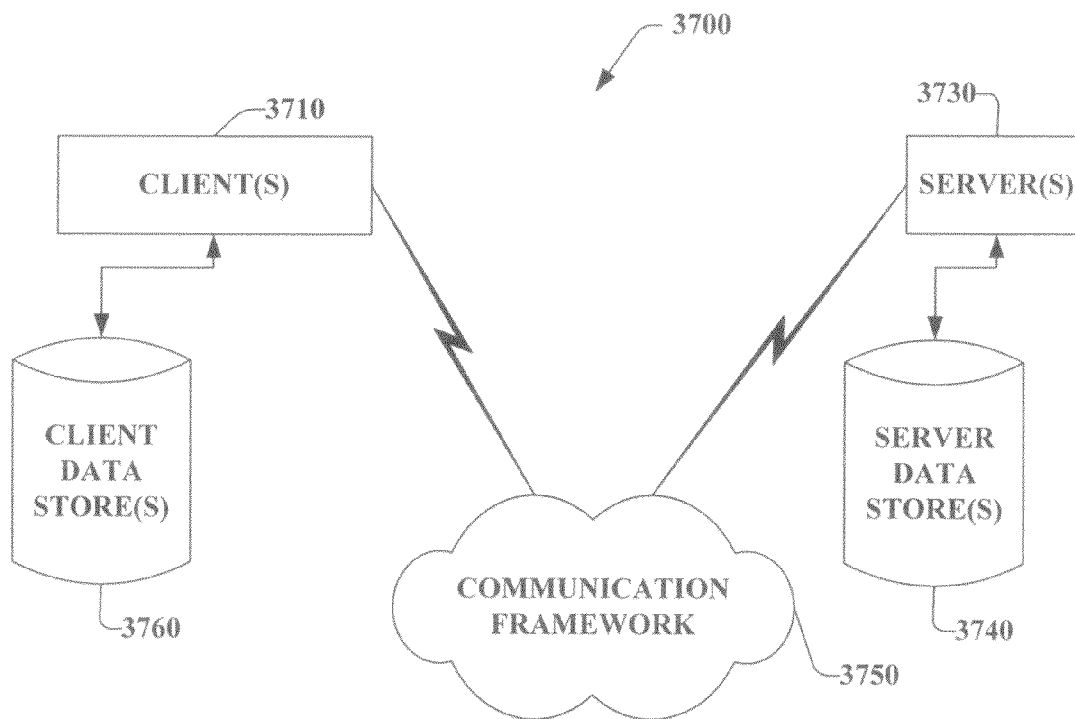 3700
3710
3730
CLIENT(S)
SERVER(S)
CLIENT
DATA
STORE(S)
SERVER
DATA
STORE(S)
COMMUNICATION
FRAMEWORK
3760
3740
3750